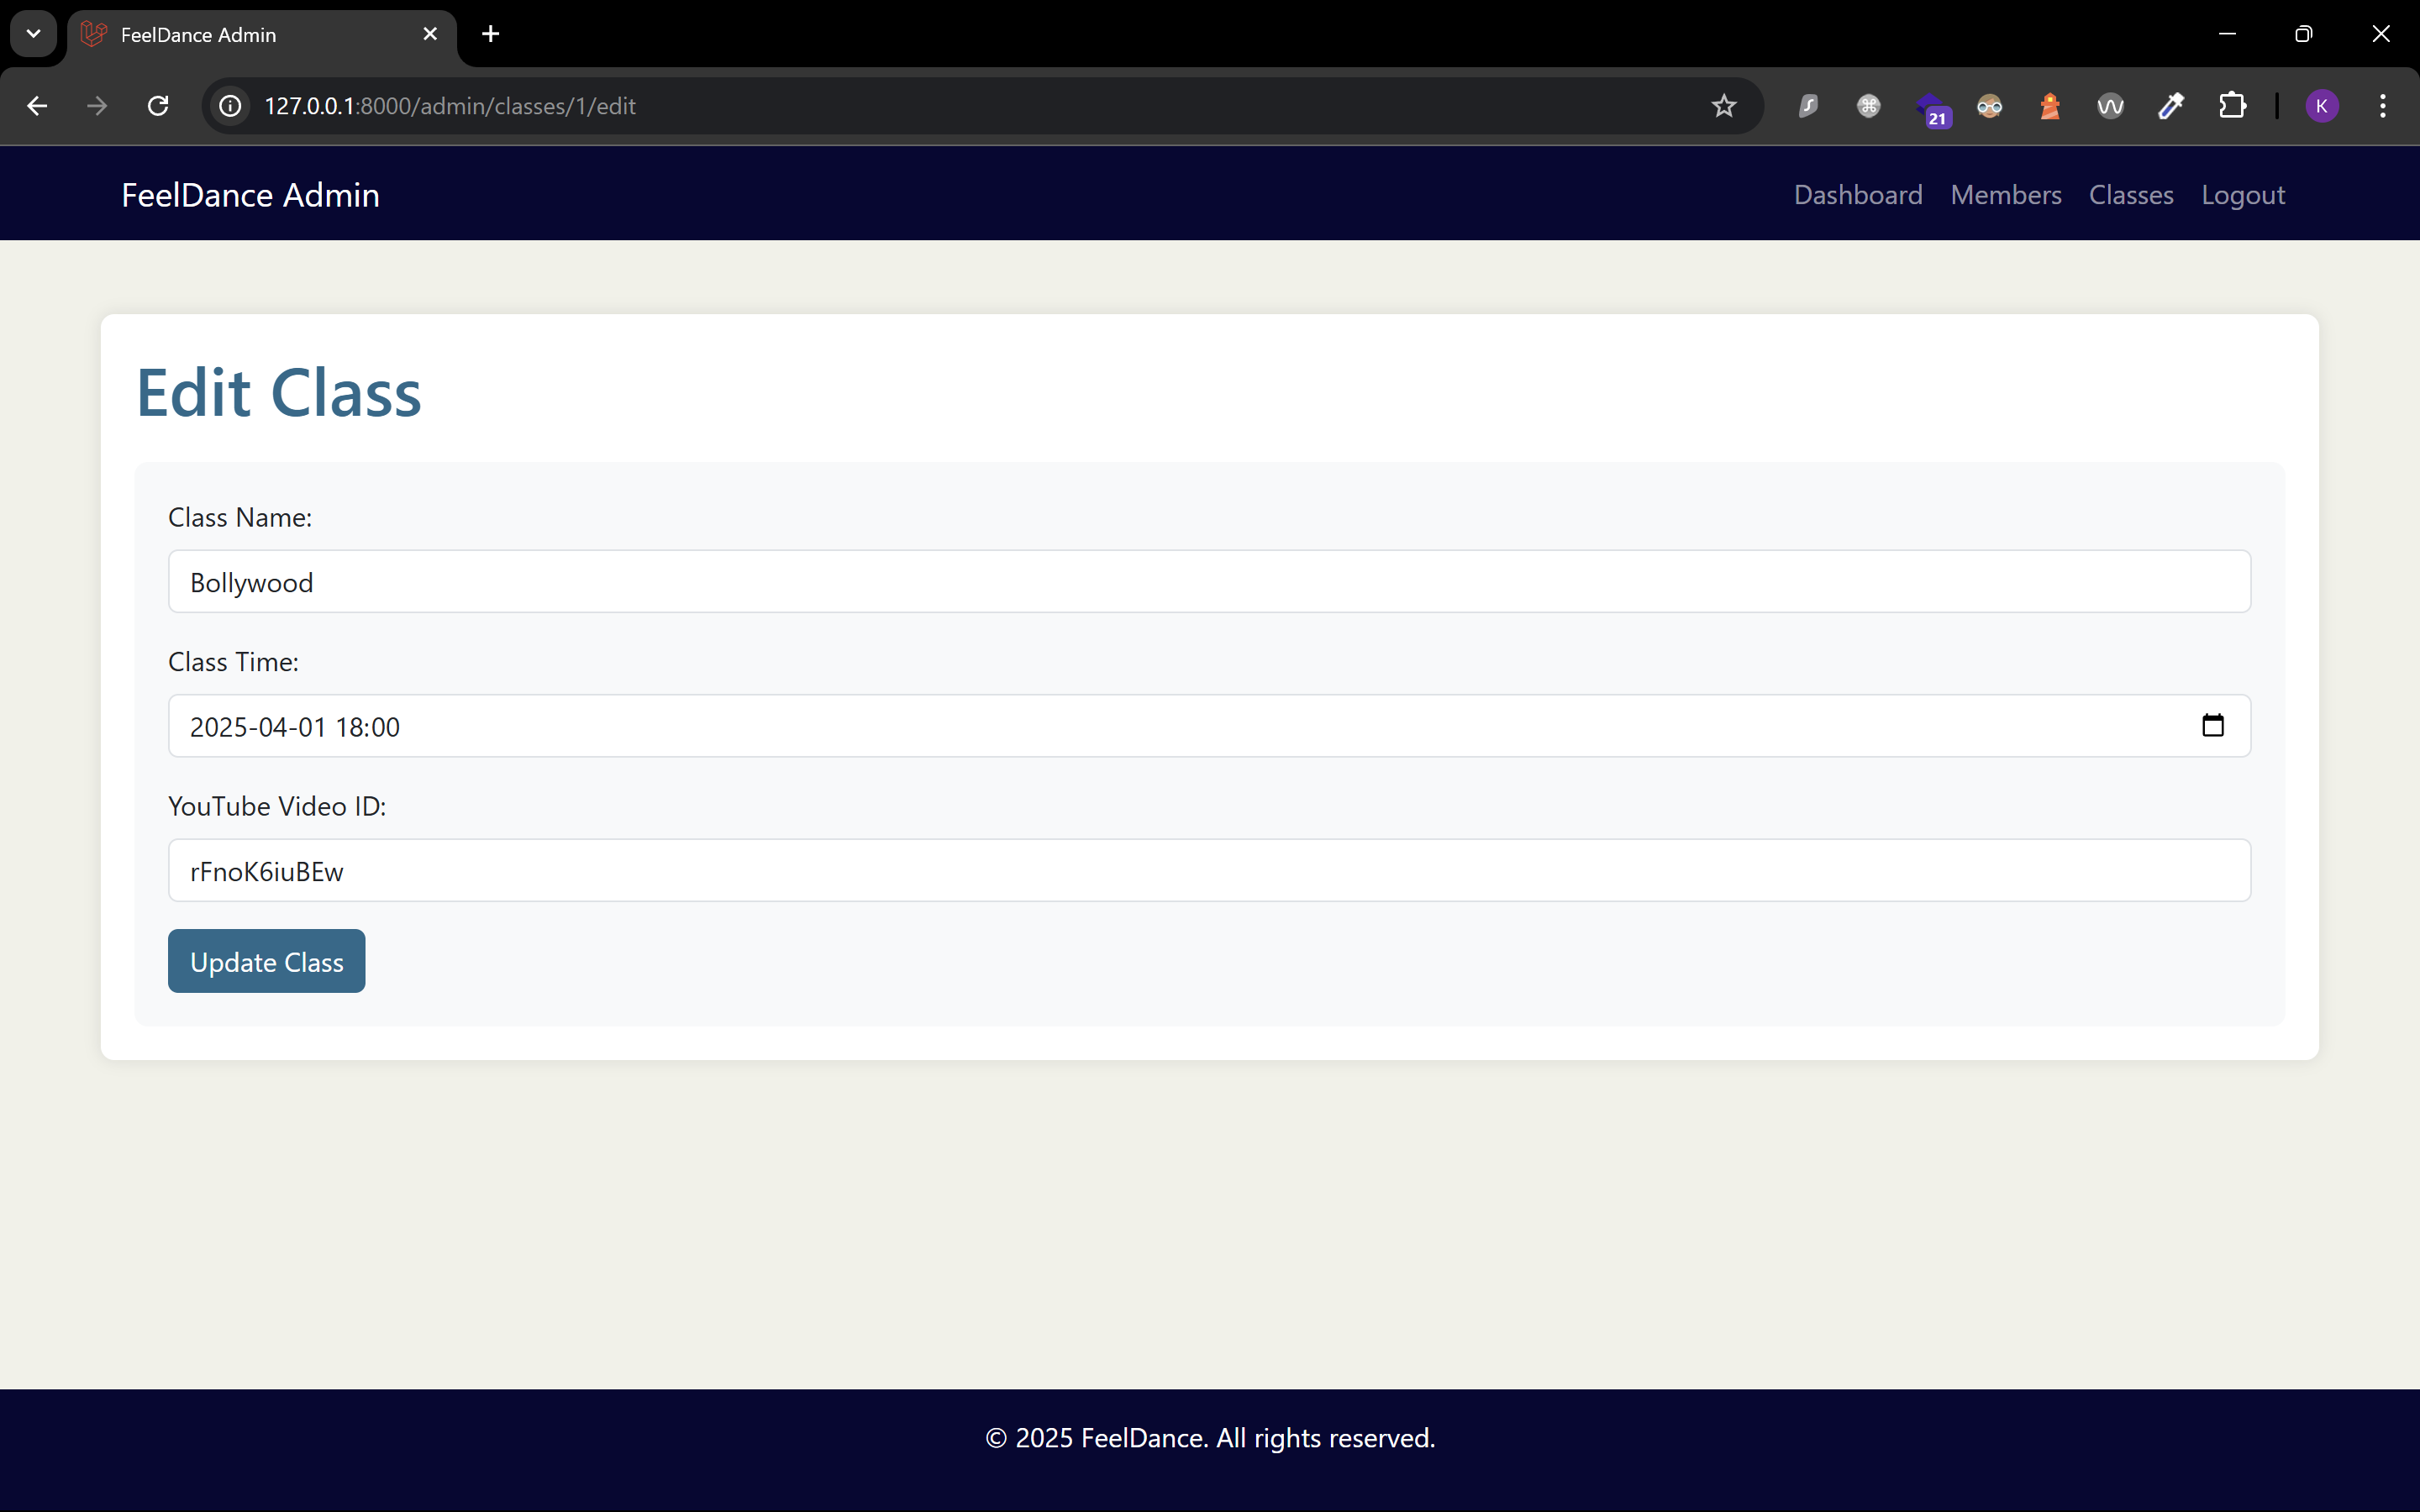 FeelDance Admin
127.0.0.1:8000/admin/classes/1/edit
21
K
FeelDance Admin
Dashboard Members Classes Logout
Edit Class
Class Name:
Bollywood
Class Time:
2025-04-01 18:00
YouTube Video ID:
rFnoK6iuBEw
Update Class
© 2025 FeelDance. All rights reserved.